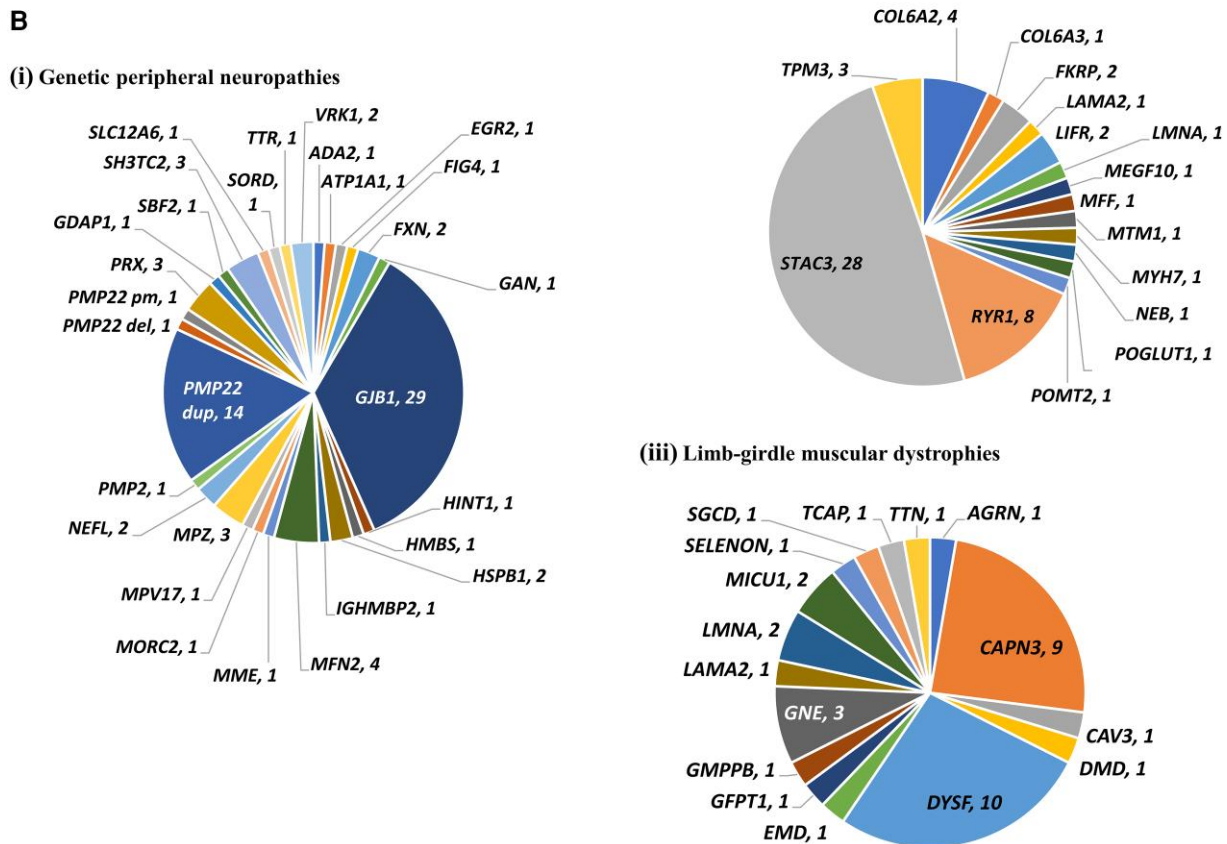 B
(i) Genetic peripheral neuropathies
SLC12A6, 1
SH3TC2, 3
SBF2, 1
GDAP1, 1
PRX, 3
PMP22 pm, 1
PMP22 del, 1
PMP22
dup, 14
PMP2, 1
NEFL, 2
MPZ, 3
MPV17, 1
MORC2, 1
MME, 1
MFN2, 4
IGHMBP2, 1
HSPB1, 2
HMBS, 1
HINT1, 1
GJB1, 29
GAN, 1
FXN, 2
FIG4, 1
EGR2, 1
ATP1A1, 1
ADA2, 1
VRK1, 2
TTR, 1
SORD,
1
COL6A2, 4
COL6A3, 1
FKRP, 2
LAMA2, 1
LIFR, 2
LMNA, 1
MEGF10, 1
MFF, 1
MTM1, 1
MYH7, 1
NEB, 1
POGLUT1, 1
POMT2, 1
RYR1, 8
STAC3, 28
TPM3, 3
(iii) Limb-girdle muscular dystrophies
AGRN, 1
CAPN3, 9
CAV3, 1
DMD, 1
DYSF, 10
EMD, 1
GFPT1, 1
GMPPB, 1
GNE, 3
LAMA2, 1
LMNA, 2
MICU1, 2
SELENON, 1
SGCD, 1
TCAP, 1
TTN, 1